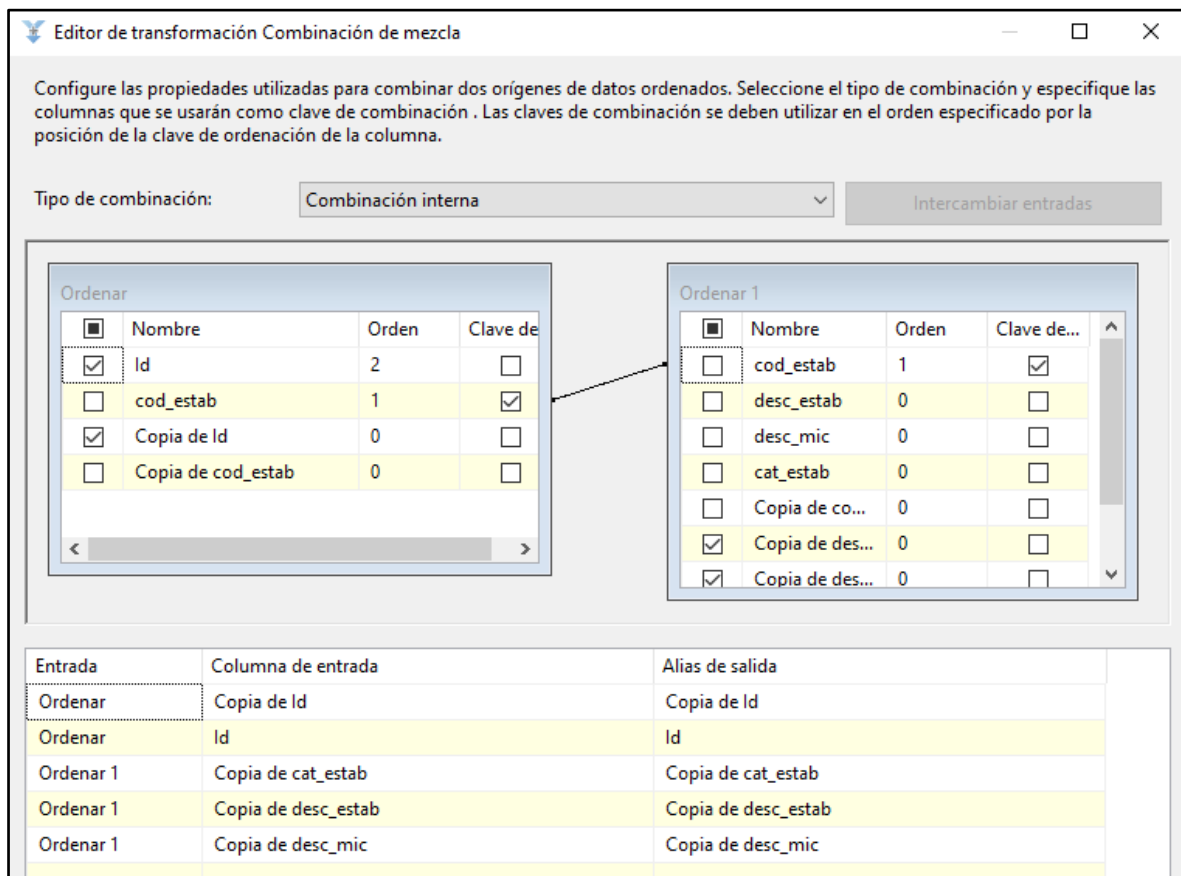 Editor de transformación Combinación de mezcla
Configure las propiedades utilizadas para combinar dos orígenes de datos ordenados. Seleccione el tipo de combinación y especifique las
columnas que se usarán como clave de combinación . Las claves de combinación se deben utilizar en el orden especificado por la
posición de la clave de ordenación de la columna.
Tipo de combinación: Combinación interna Intercambiar entradas
Ordenar
Nombre Orden Clave de
Id 2
cod_estab 1
Copia de Id 0
Copia de cod_estab 0
Ordenar 1
Nombre Orden Clave de...
cod_estab 1
desc_estab 0
desc_mic 0
cat_estab 0
Copia de co... 0
Copia de des... 0
Copia de des... 0
Entrada Columna de entrada Alias de salida
Ordenar Copia de Id Copia de Id
Ordenar Id Id
Ordenar 1 Copia de cat_estab Copia de cat_estab
Ordenar 1 Copia de desc_estab Copia de desc_estab
Ordenar 1 Copia de desc_mic Copia de desc_mic